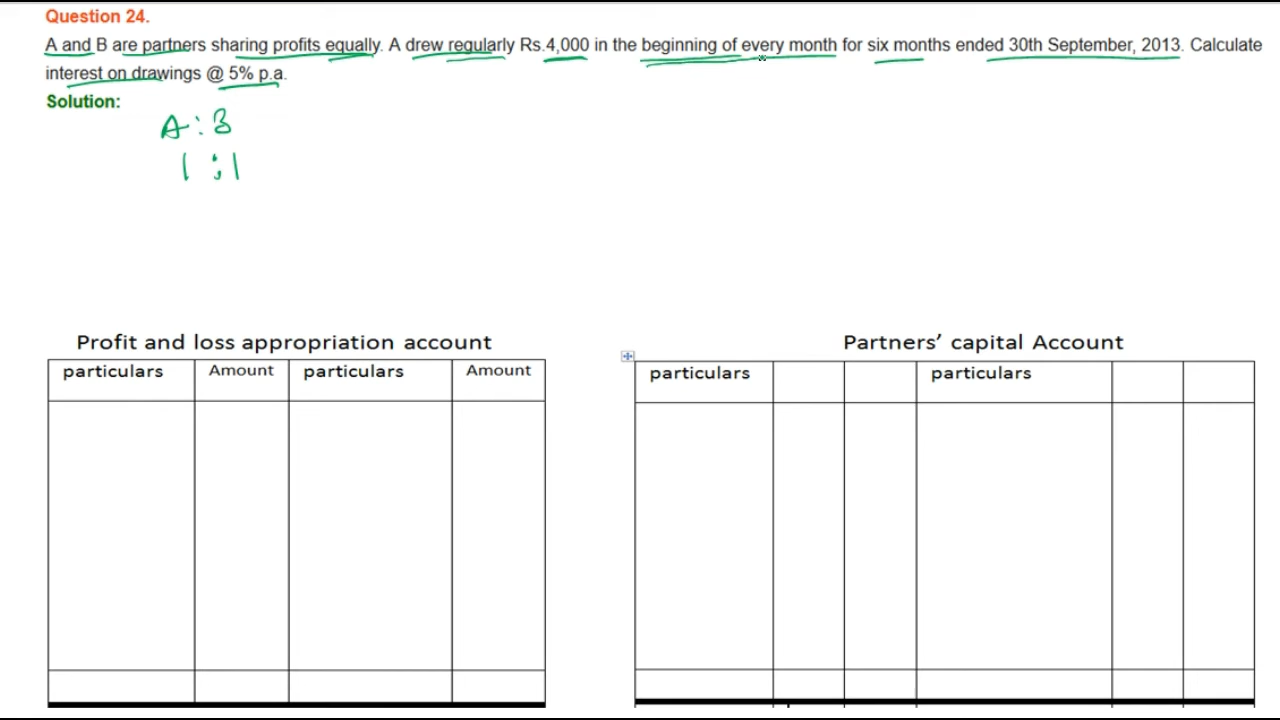 Question 24.
A and B are partners sharing profits equally. A drew regularly Rs.4,000 in the beginning of every month for six months ended 30th September, 2013. Calculate
interest on drawings @ 5% p.a.
Solution:
A : B
1 : 1
Profit and loss appropriation account
particulars Amount particulars Amount
Partners’ capital Account
particulars particulars